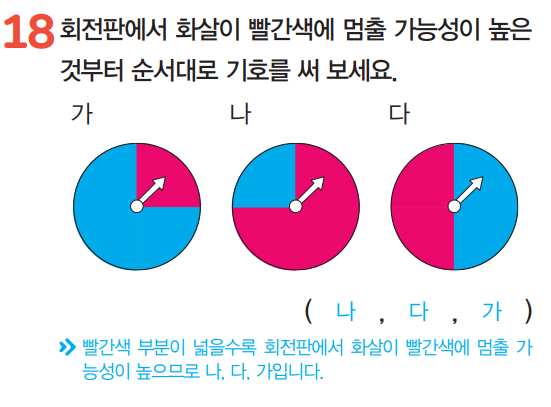 18 회전판에서 화살이 빨간색에 멈출 가능성이 높은
것부터 순서대로 기호를 써 보세요.
가 나 다
( 나 , 다 , 가 )
≫ 빨간색 부분이 넓을수록 회전판에서 화살이 빨간색에 멈출 가
능성이 높으므로 나, 다, 가입니다.